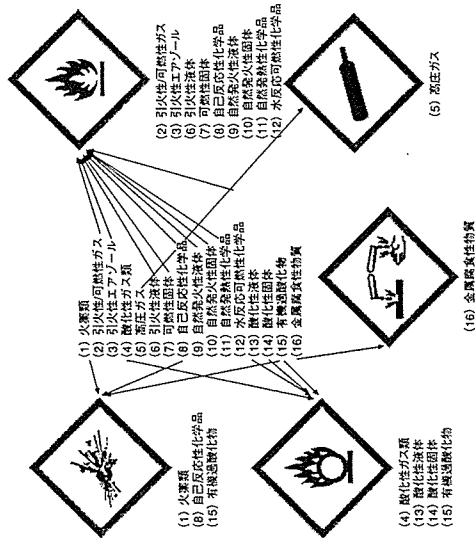 (1) 火薬類
(8) 自己反応性化学品
(15) 有機過酸化物
(4) 酸化性ガス類
(13) 酸化性液体
(14) 酸化性固体
(15) 有機過酸化物
(1) 火薬類
(2) 引火性/可燃性ガス
(3) 引火性エアゾール
(4) 酸化性ガス類
(5) 高圧ガス
(6) 引火性液体
(7) 可燃性固体
(8) 自己反応性化学品
(9) 自然発火性液体
(10) 自然発火性固体
(11) 自然発熱性化学品
(12) 水反応可燃性化学品
(13) 酸化性液体
(14) 酸化性固体
(15) 有機過酸化物
(16) 金属腐食性物質
(16) 金属腐食性物質
(2) 引火性/可燃性ガス
(3) 引火性エアゾール
(6) 引火性液体
(7) 可燃性固体
(8) 自己反応性化学品
(9) 自然発火性液体
(10) 自然発火性固体
(11) 自然発熱性化学品
(12) 水反応可燃性化学品
(5) 高圧ガス